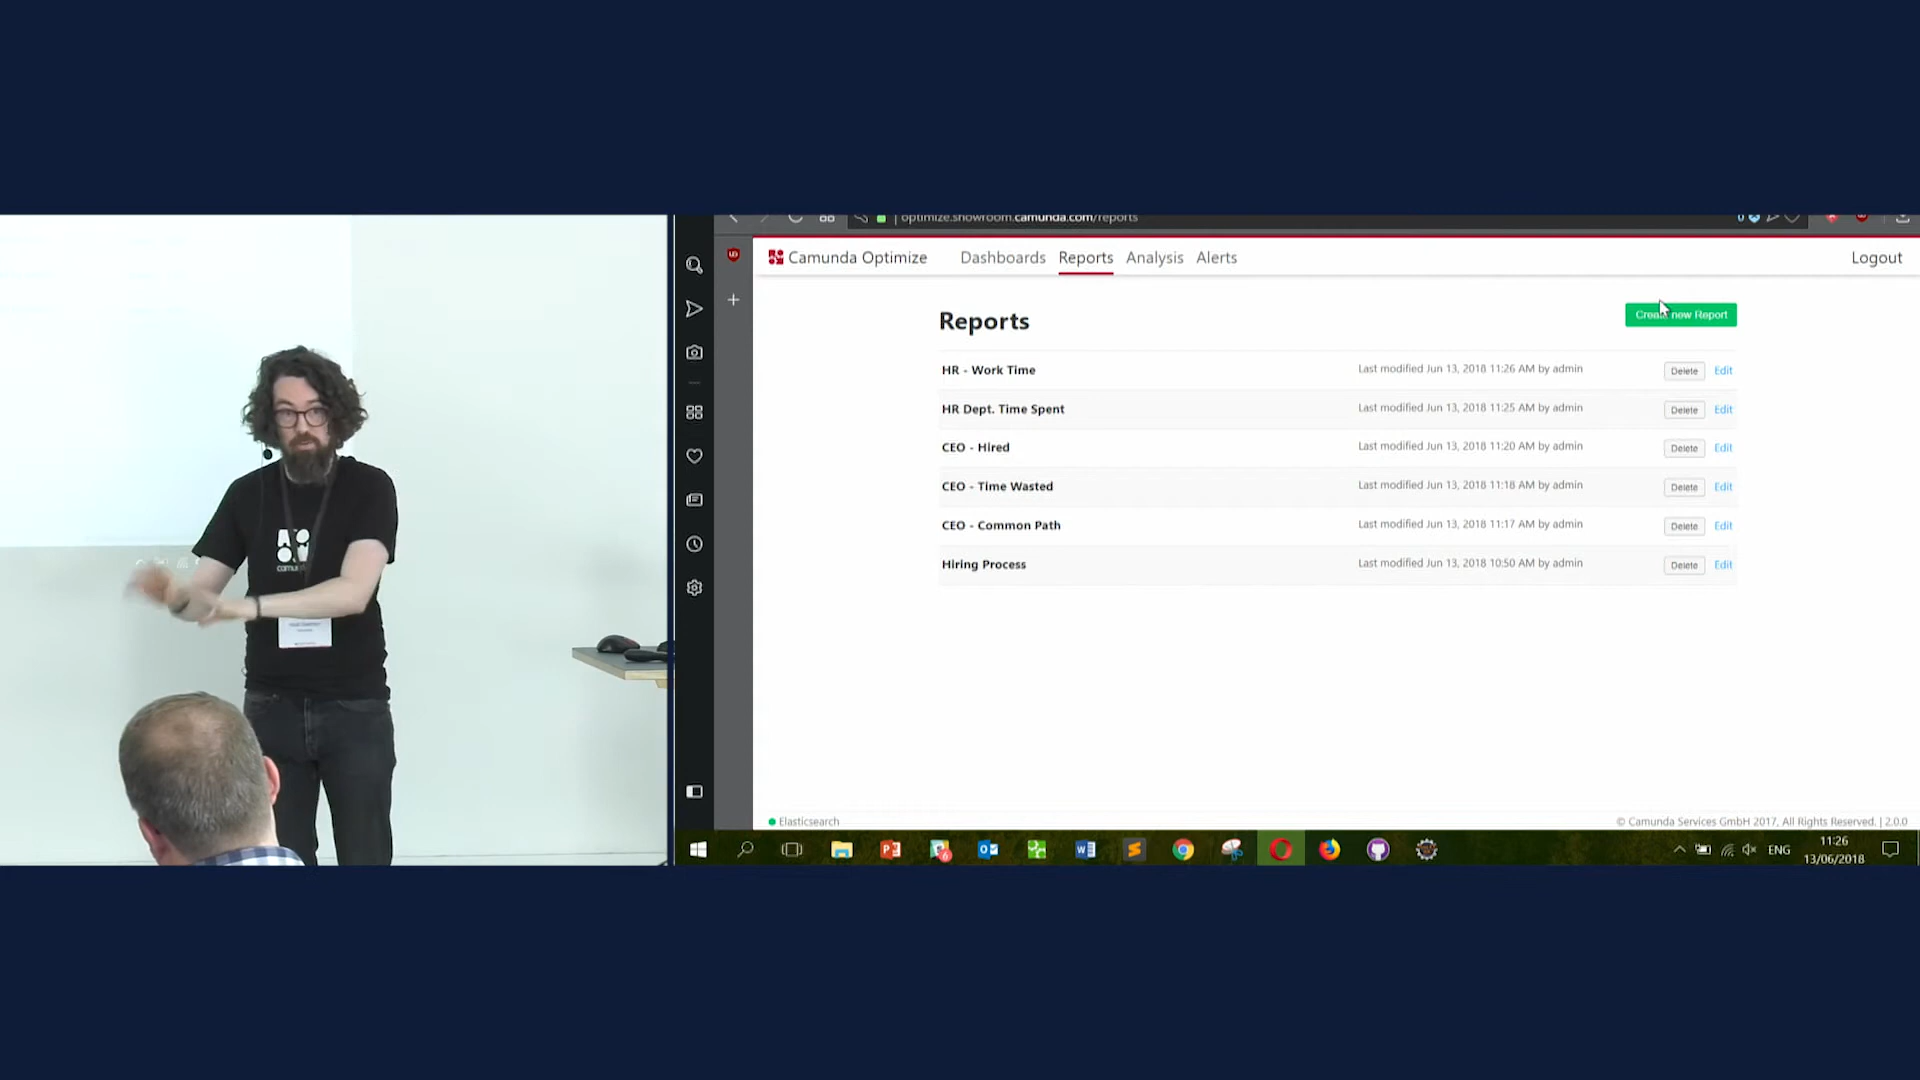 optimize.showroom.camunda.com/reports
Camunda Optimize
Dashboards
Reports
Analysis
Alerts
Logout
Reports
Create new Report
HR - Work Time
Last modified Jun 13, 2018 11:26 AM by admin
Delete
Edit
HR Dept. Time Spent
Last modified Jun 13, 2018 11:25 AM by admin
Delete
Edit
CEO - Hired
Last modified Jun 13, 2018 11:20 AM by admin
Delete
Edit
CEO - Time Wasted
Last modified Jun 13, 2018 11:18 AM by admin
Delete
Edit
CEO - Common Path
Last modified Jun 13, 2018 11:17 AM by admin
Delete
Edit
Hiring Process
Last modified Jun 13, 2018 10:50 AM by admin
Delete
Edit
Elasticsearch
© Camunda Services GmbH 2017, All Rights Reserved. | 2.0.0
ENG
11:26
13/06/2018